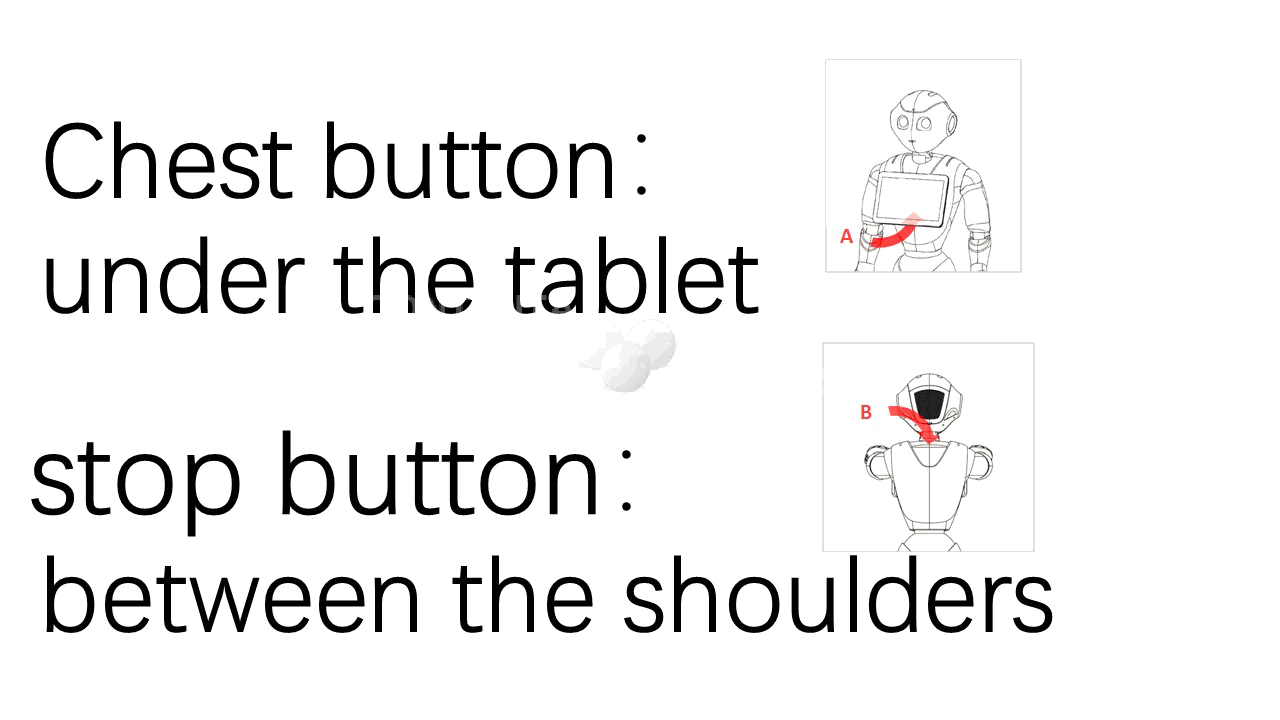 Chest button：
A
under the tablet
stop button：
B
between the shoulders